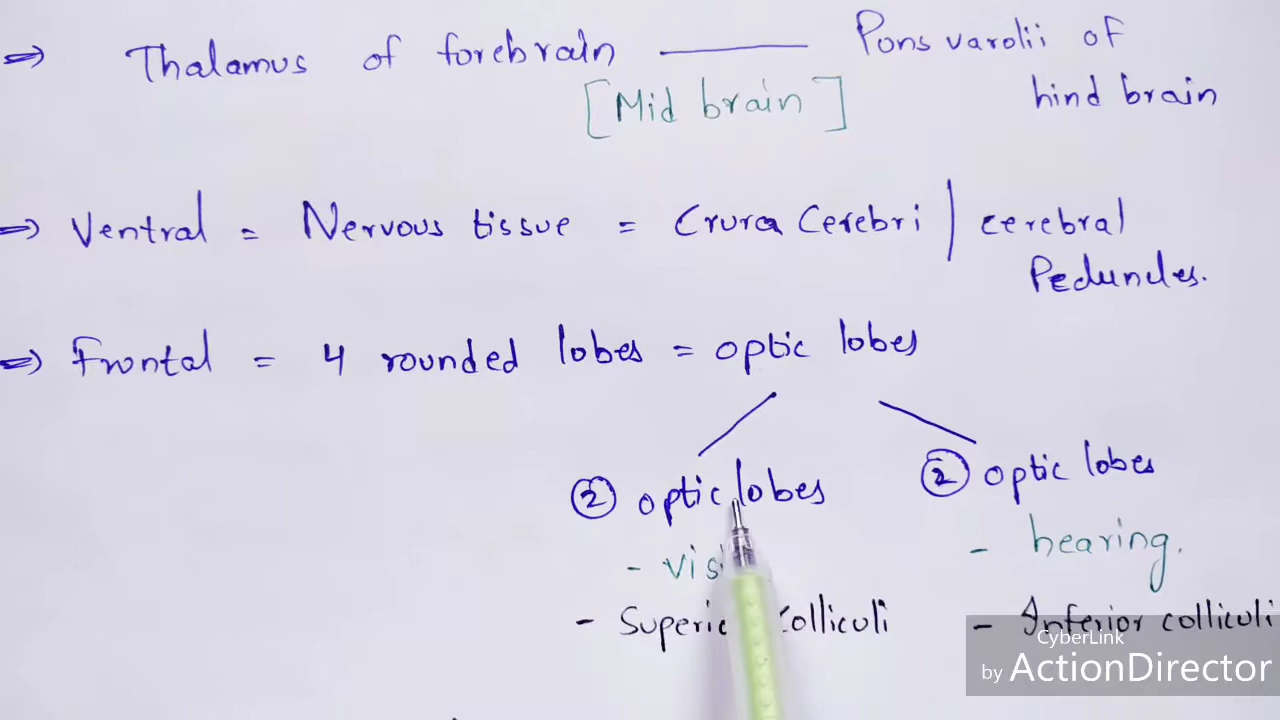 ⇒ Thalamus of forebrain —— Pons varolii of
[Mid brain] hind brain
⇒ Ventral = Nervous tissue = Crura Cerebri | cerebral
Peduncles.
⇒ Frontal = 4 rounded lobes = optic lobes
② optic lobes ② optic lobes
- - hearing.
- colliculi - Inferior colliculi
CyberLink
by ActionDirector